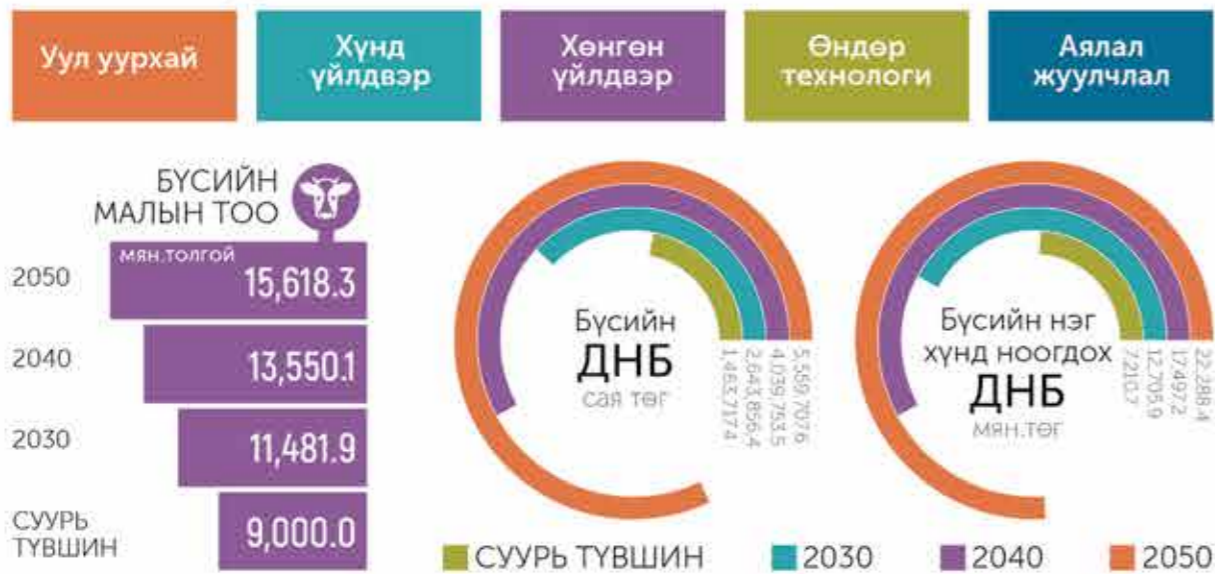 Уул уурхай
Хүнд
үйлдвэр
Хөнгөн
үйлдвэр
Өндөр
технологи
Аялал
жуулчлал
БҮСИЙН
МАЛЫН ТОО
мян.толгой
2050
15,618.3
2040
13,550.1
2030
11,481.9
СУУРЬ
ТҮВШИН
9,000.0
Бүсийн
ДНБ
сая төг
1,463,717.4
2,643,856.4
4,039,753.5
5,559,707.6
Бүсийн нэг
хүнд ноогдох
ДНБ
мян.төг
7,210.7
12,705.9
17,497.2
22,288.4
СУУРЬ ТҮВШИН
2030
2040
2050